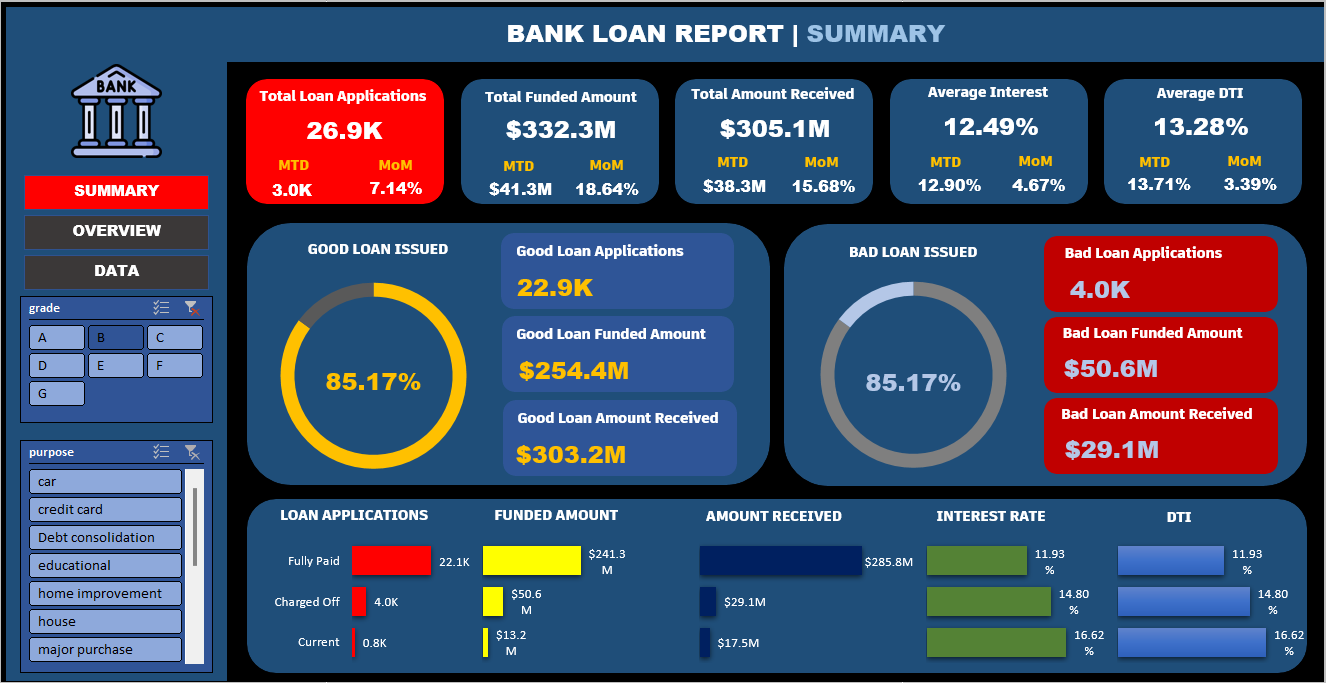 BANK LOAN REPORT | SUMMARY
BANK
SUMMARY
OVERVIEW
DATA
grade
A
B
C
D
E
F
G
purpose
car
credit card
Debt consolidation
educational
home improvement
house
major purchase
Total Loan Applications
26.9K
MTD MoM
3.0K 7.14%
Total Funded Amount
$332.3M
MTD MoM
$41.3M 18.64%
Total Amount Received
$305.1M
MTD MoM
$38.3M 15.68%
Average Interest
12.49%
MTD MoM
12.90% 4.67%
Average DTI
13.28%
MTD MoM
13.71% 3.39%
GOOD LOAN ISSUED
85.17%
Good Loan Applications
22.9K
Good Loan Funded Amount
$254.4M
Good Loan Amount Received
$303.2M
BAD LOAN ISSUED
85.17%
Bad Loan Applications
4.0K
Bad Loan Funded Amount
$50.6M
Bad Loan Amount Received
$29.1M
LOAN APPLICATIONS
Fully Paid 22.1K
Charged Off 4.0K
Current 0.8K
FUNDED AMOUNT
$241.3
M
$50.6
M
$13.2
M
AMOUNT RECEIVED
$285.8M
$29.1M
$17.5M
INTEREST RATE
11.93
%
14.80
%
16.62
%
DTI
11.93
%
14.80
%
16.62
%